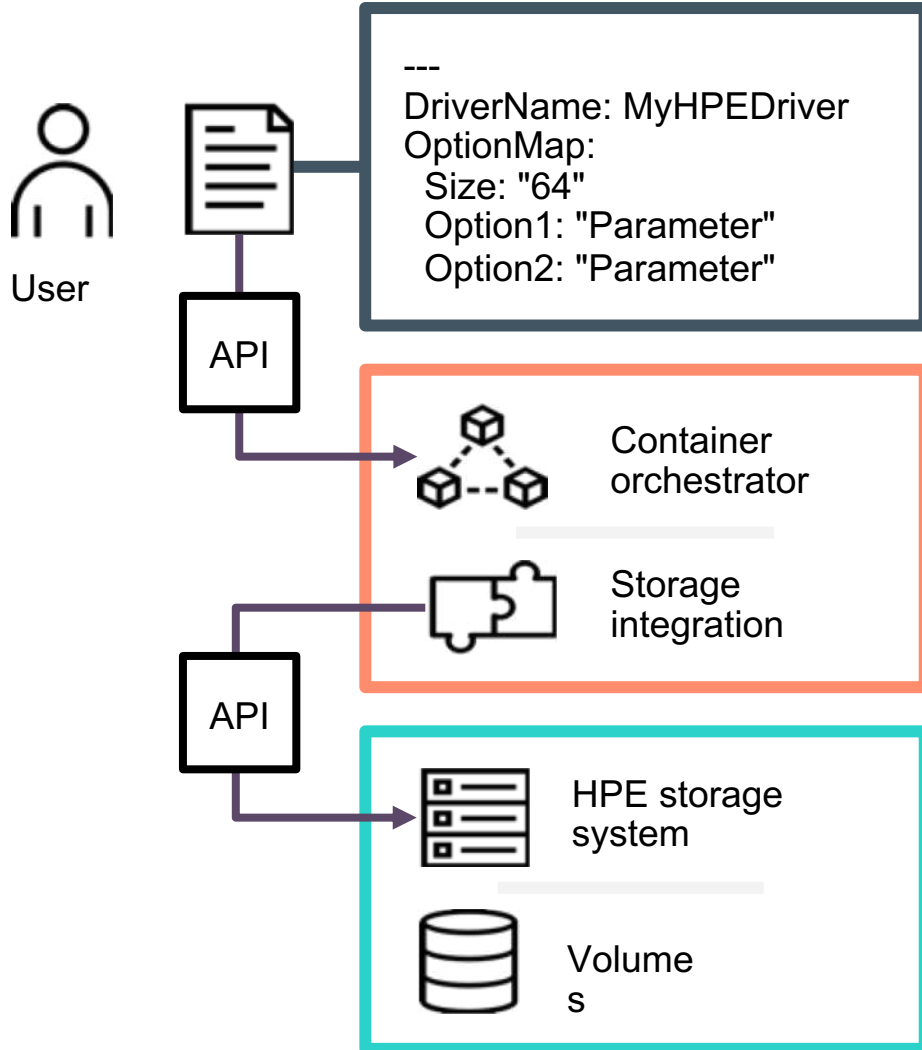 ---
DriverName: MyHPEDriver
OptionMap:
Size: "64"
Option1: "Parameter"
Option2: "Parameter"
User
API
Container
orchestrator
Storage
integration
API
HPE storage
system
Volume
s